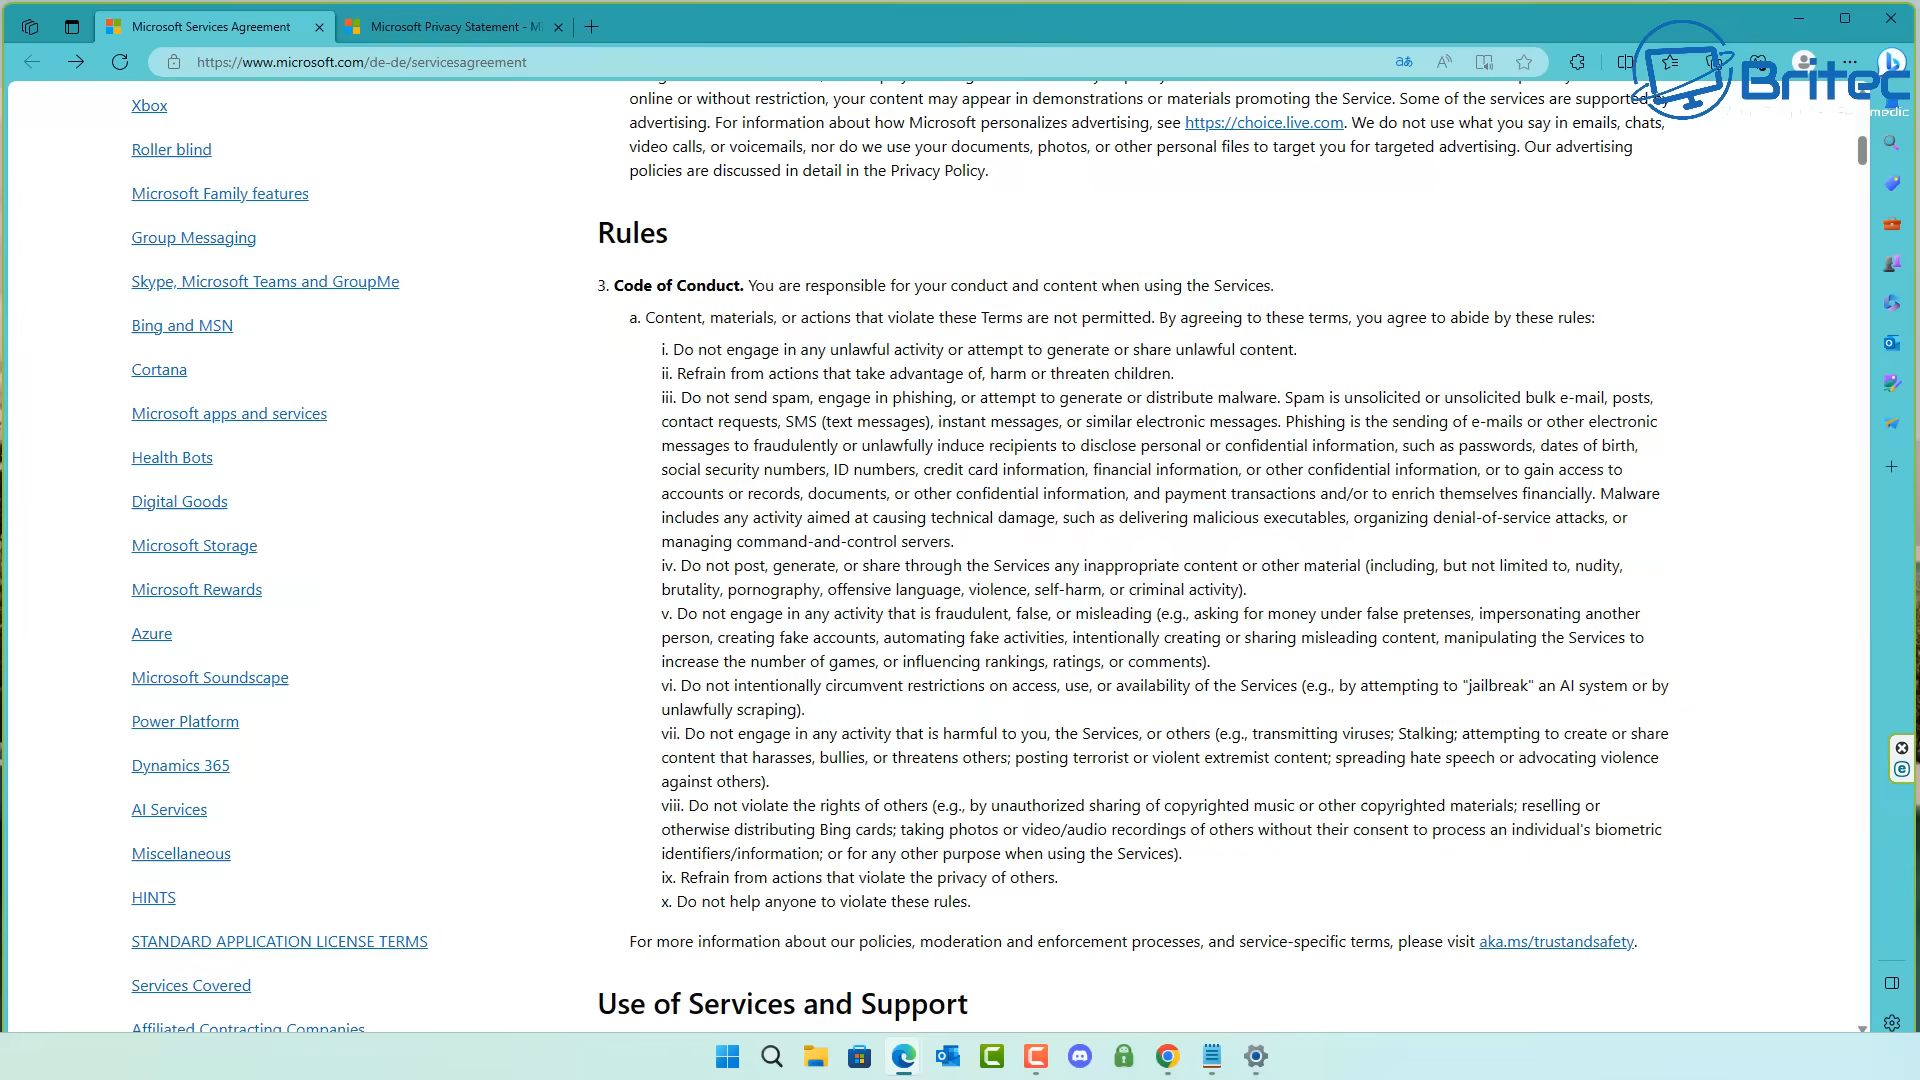 Microsoft Services Agreement
Microsoft Privacy Statement - M
https://www.microsoft.com/de-de/servicesagreement
Britec
Xbox
Roller blind
Microsoft Family features
Group Messaging
Skype, Microsoft Teams and GroupMe
Bing and MSN
Cortana
Microsoft apps and services
Health Bots
Digital Goods
Microsoft Storage
Microsoft Rewards
Azure
Microsoft Soundscape
Power Platform
Dynamics 365
AI Services
Miscellaneous
HINTS
STANDARD APPLICATION LICENSE TERMS
Services Covered
Affiliated Contracting Companies
online or without restriction, your content may appear in demonstrations or materials promoting the Service. Some of the services are supported by
advertising. For information about how Microsoft personalizes advertising, see https://choice.live.com. We do not use what you say in emails, chats,
video calls, or voicemails, nor do we use your documents, photos, or other personal files to target you for targeted advertising. Our advertising
policies are discussed in detail in the Privacy Policy.
Rules
3. Code of Conduct. You are responsible for your conduct and content when using the Services.
a. Content, materials, or actions that violate these Terms are not permitted. By agreeing to these terms, you agree to abide by these rules:
i. Do not engage in any unlawful activity or attempt to generate or share unlawful content.
ii. Refrain from actions that take advantage of, harm or threaten children.
iii. Do not send spam, engage in phishing, or attempt to generate or distribute malware. Spam is unsolicited or unsolicited bulk e-mail, posts,
contact requests, SMS (text messages), instant messages, or similar electronic messages. Phishing is the sending of e-mails or other electronic
messages to fraudulently or unlawfully induce recipients to disclose personal or confidential information, such as passwords, dates of birth,
social security numbers, ID numbers, credit card information, financial information, or other confidential information, or to gain access to
accounts or records, documents, or other confidential information, and payment transactions and/or to enrich themselves financially. Malware
includes any activity aimed at causing technical damage, such as delivering malicious executables, organizing denial-of-service attacks, or
managing command-and-control servers.
iv. Do not post, generate, or share through the Services any inappropriate content or other material (including, but not limited to, nudity,
brutality, pornography, offensive language, violence, self-harm, or criminal activity).
v. Do not engage in any activity that is fraudulent, false, or misleading (e.g., asking for money under false pretenses, impersonating another
person, creating fake accounts, automating fake activities, intentionally creating or sharing misleading content, manipulating the Services to
increase the number of games, or influencing rankings, ratings, or comments).
vi. Do not intentionally circumvent restrictions on access, use, or availability of the Services (e.g., by attempting to "jailbreak" an AI system or by
unlawfully scraping).
vii. Do not engage in any activity that is harmful to you, the Services, or others (e.g., transmitting viruses; Stalking; attempting to create or share
content that harasses, bullies, or threatens others; posting terrorist or violent extremist content; spreading hate speech or advocating violence
against others).
viii. Do not violate the rights of others (e.g., by unauthorized sharing of copyrighted music or other copyrighted materials; reselling or
otherwise distributing Bing cards; taking photos or video/audio recordings of others without their consent to process an individual's biometric
identifiers/information; or for any other purpose when using the Services).
ix. Refrain from actions that violate the privacy of others.
x. Do not help anyone to violate these rules.
For more information about our policies, moderation and enforcement processes, and service-specific terms, please visit aka.ms/trustandsafety.
Use of Services and Support